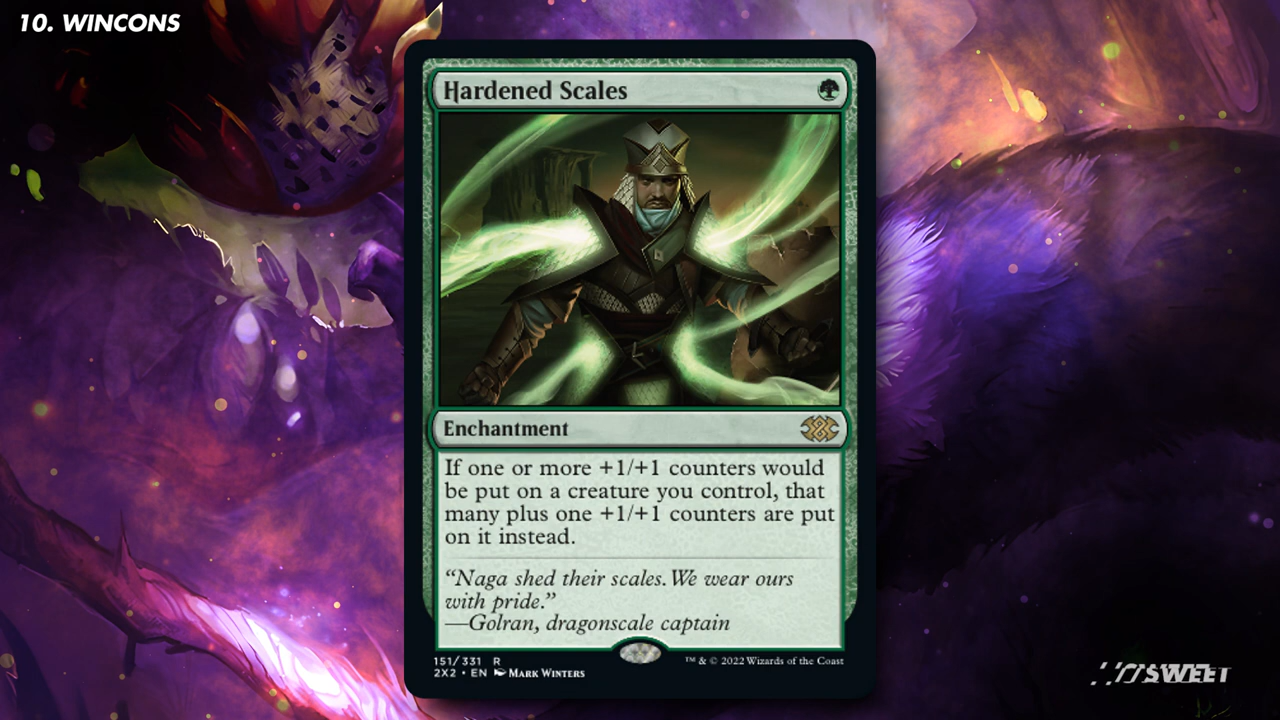 10. WINCONS
Hardened Scales
Enchantment
If one or more +1/+1 counters would
be put on a creature you control, that
many plus one +1/+1 counters are put
on it instead.
"Naga shed their scales. We wear ours
with pride."
—Golran, dragonscale captain
151/331 R
2X2 • EN MARK WINTERS
™ & © 2022 Wizards of the Coast
SWEET